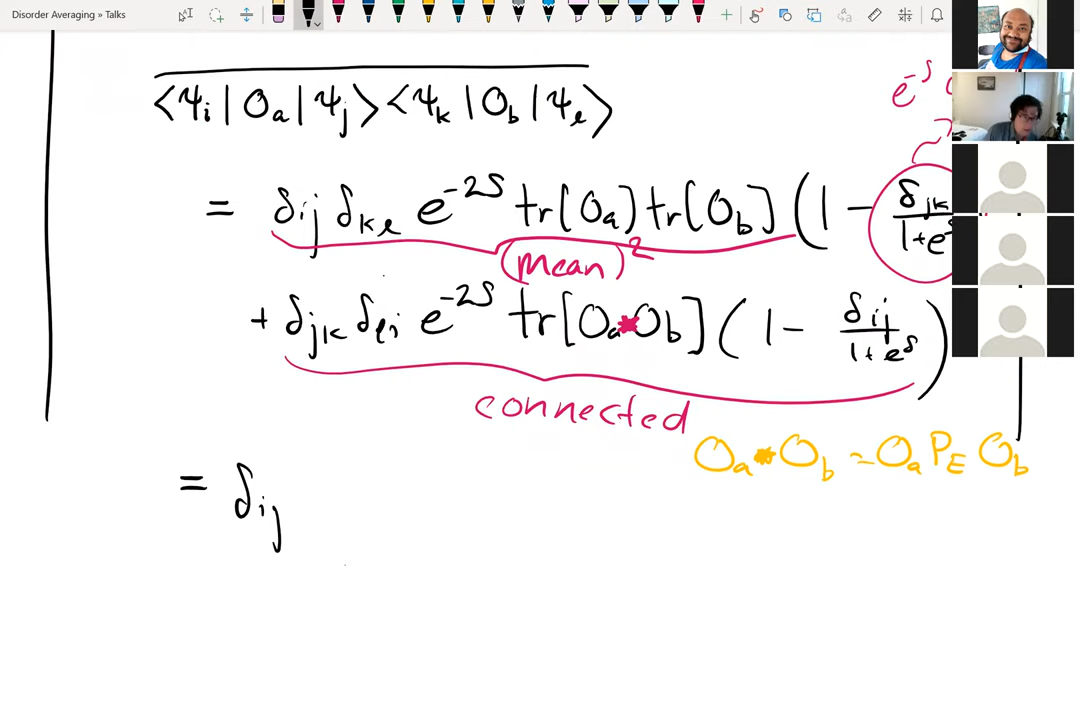 Disorder Averaging » Talks
⟨Ψi | Oa | Ψj⟩⟨Ψk | Ob | Ψℓ⟩
e^-S
= δij δkℓ e^-2S tr[Oa] tr[Ob] (1 - δjk / 1+e^S
(mean)^2
+ δjk δℓi e^-2S tr[Oa * Ob] (1 - δij / 1+e^S)
connected
Oa * Ob = Oa PE Ob
= δij